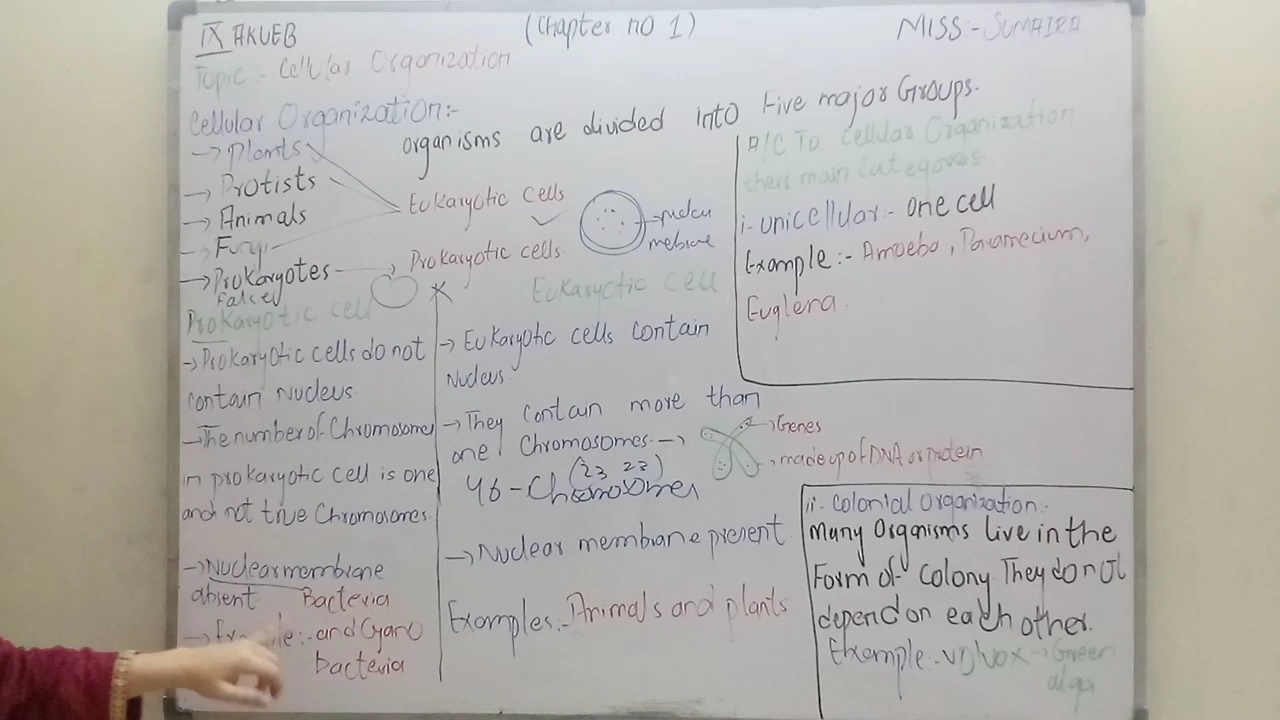 IX AKUEB
(Chapter no 1)
MISS:- SUMAIRA
Topic:- Cellular Organization
Cellular Organization:-
organisms are divided into Five major Groups.
→ Plants
→ Protists
→ Animals
→ Fungi
→ Prokaryotes
False
Eukaryotic cells
Prokaryotic cells
Prokaryotic cell
→ Prokaryotic cells do not
contain Nucleus
→ The number of Chromosomes
in prokaryotic cell is one
and not true Chromosomes.
→ Nuclear membrane
absent
Bacteria
→ Example:- and Cyano
bacteria
Eukaryotic cell
→ Eukaryotic cells contain
Nucleus.
→ They contain more than
one Chromosomes →
(23 23)
46 - Chromosomes
→ Genes
→ made up of DNA or protein
→ Nuclear membrane present
Examples:- Animals and plants
A/C To Cellular Organization
their main Categories
i- unicellular - one cell
Example:- Amoeba, Paramecium,
Euglena.
ii- Colonial Organization:-
Many Organisms live in the
Form of Colony They do not
depend on each other.
Example:- volvox → Green
alga